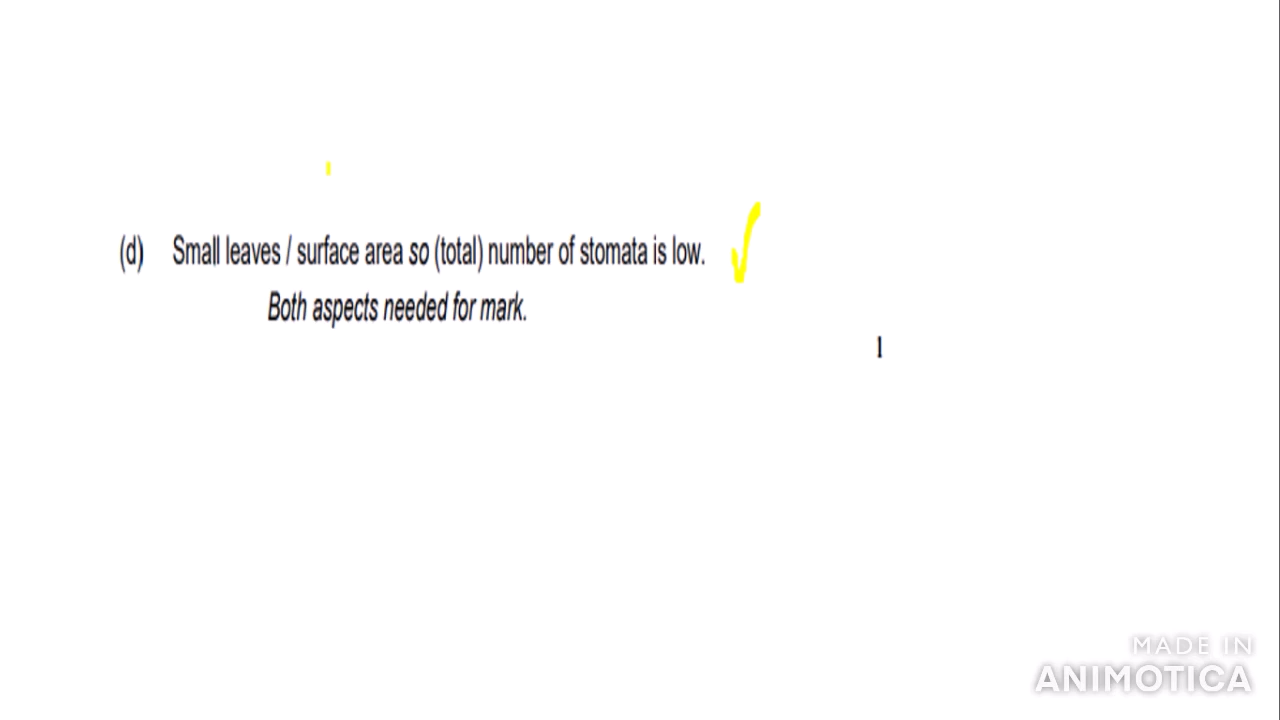 (d) Small leaves / surface area so (total) number of stomata is low.
Both aspects needed for mark.
1
MADE IN
ANIMOTICA